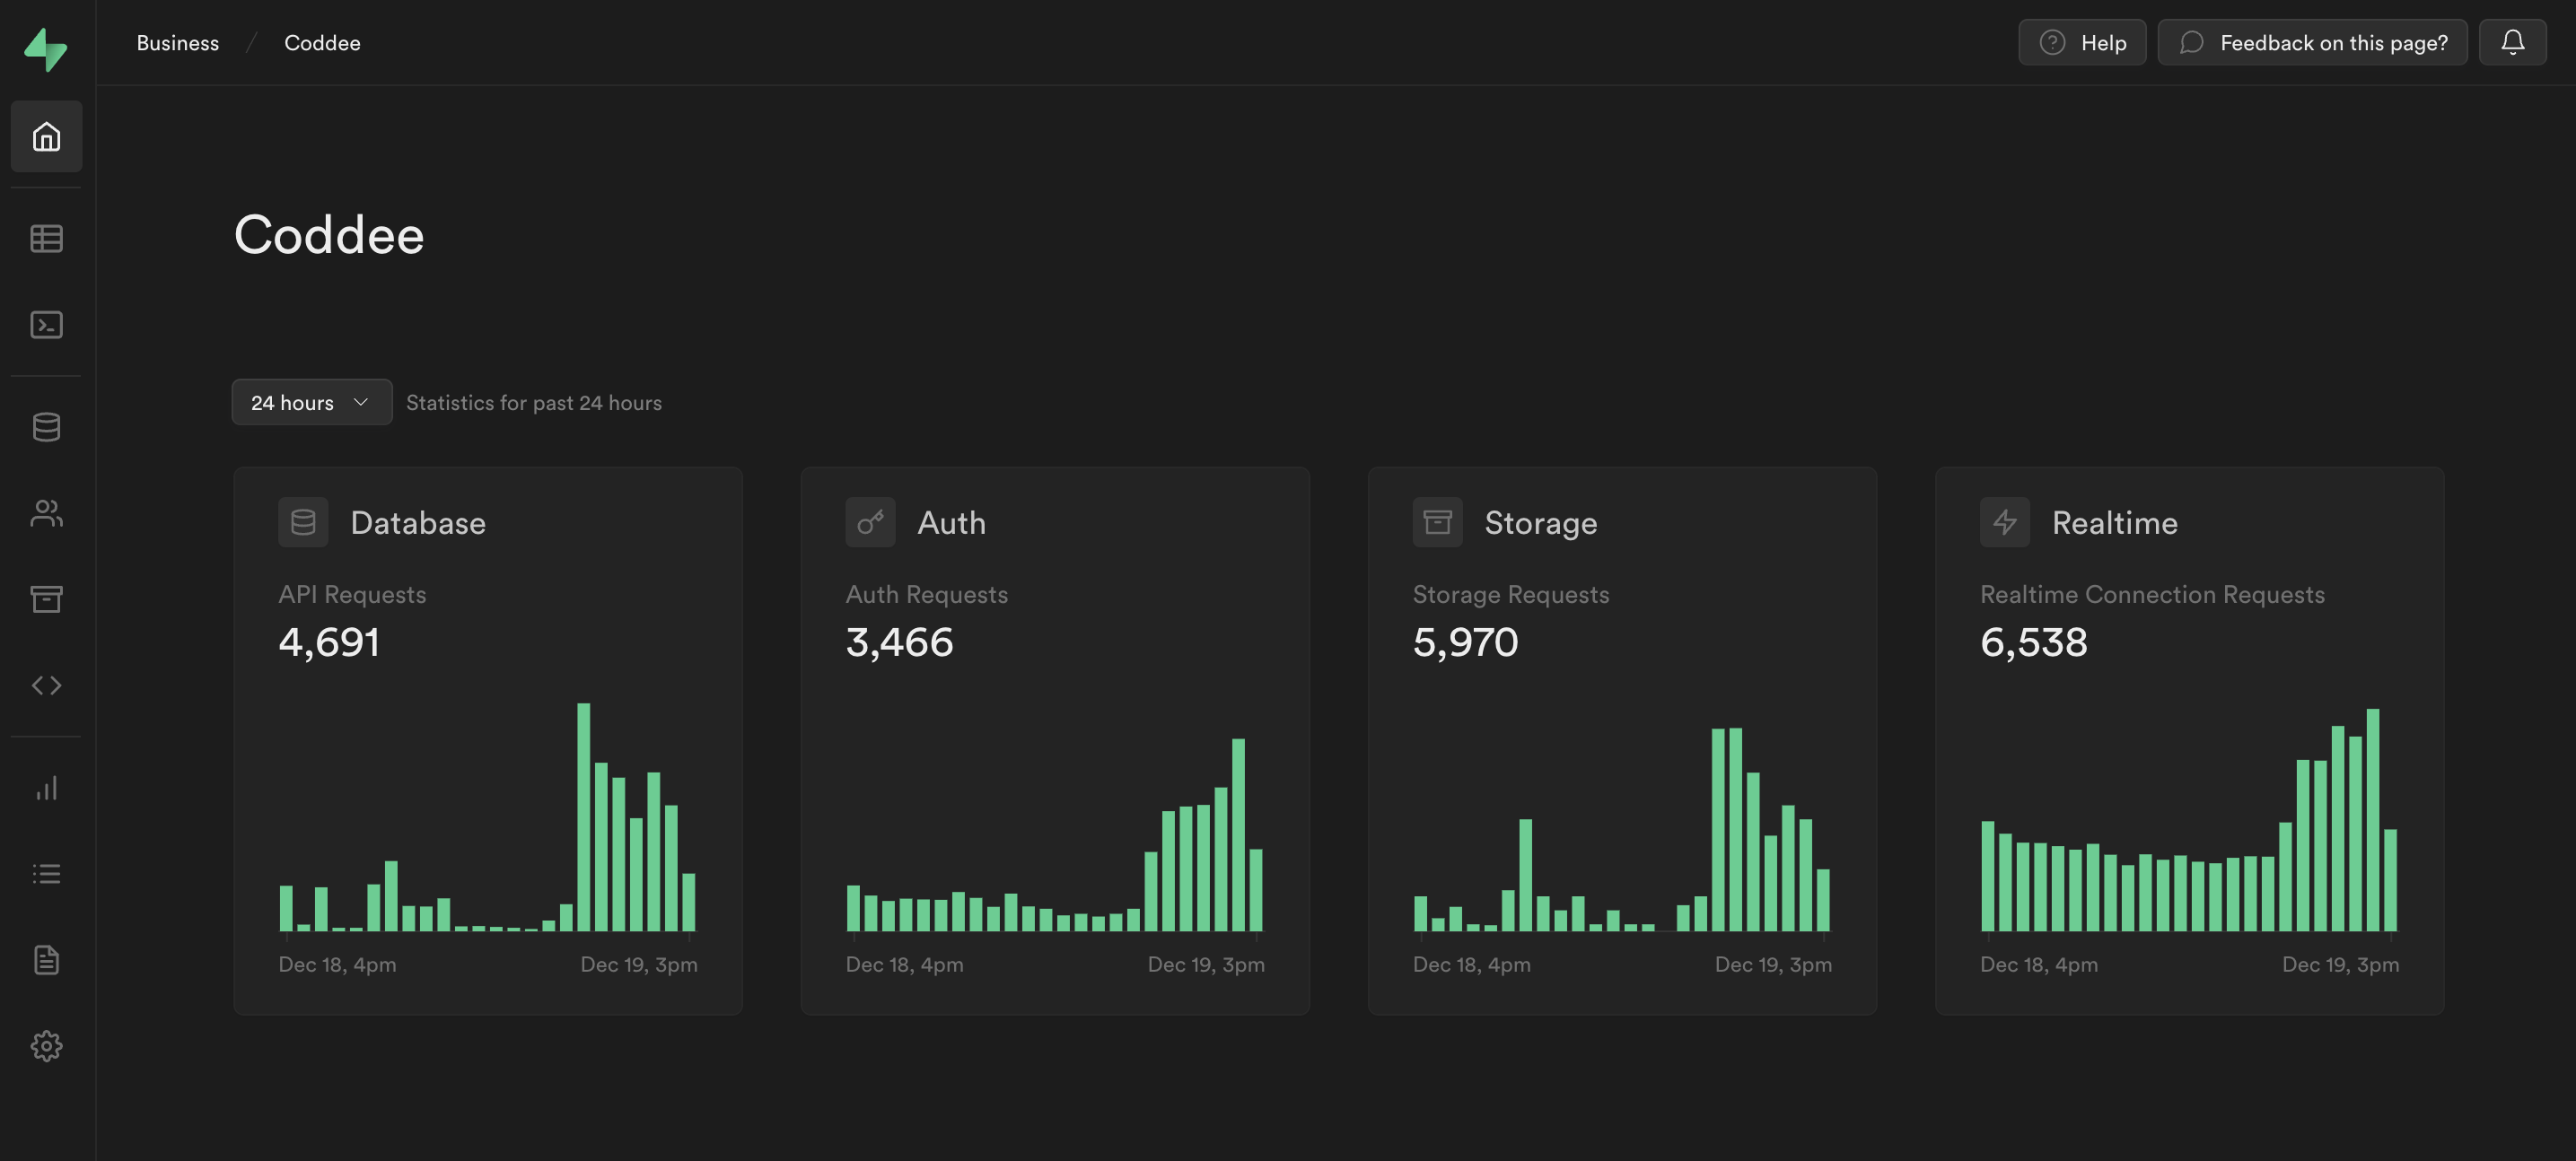 Business / Coddee
Help
Feedback on this page?
Coddee
24 hours
Statistics for past 24 hours
Database
API Requests
4,691
Dec 18, 4pm
Dec 19, 3pm
Auth
Auth Requests
3,466
Dec 18, 4pm
Dec 19, 3pm
Storage
Storage Requests
5,970
Dec 18, 4pm
Dec 19, 3pm
Realtime
Realtime Connection Requests
6,538
Dec 18, 4pm
Dec 19, 3pm